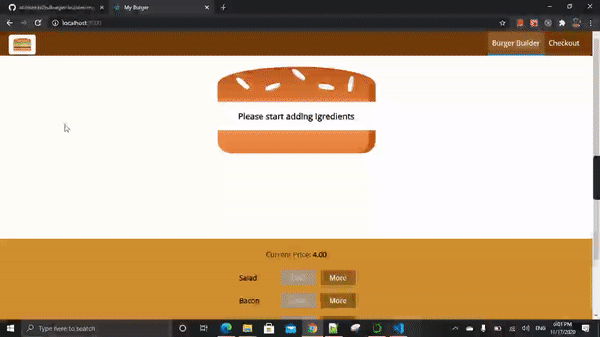 My Burger
localhost:3000
Burger Builder Checkout
Please start adding Igredients
Current Price: 4.00
Salad Less More
Bacon Less More
Type here to search
ENG
6:01 PM
11/17/2020